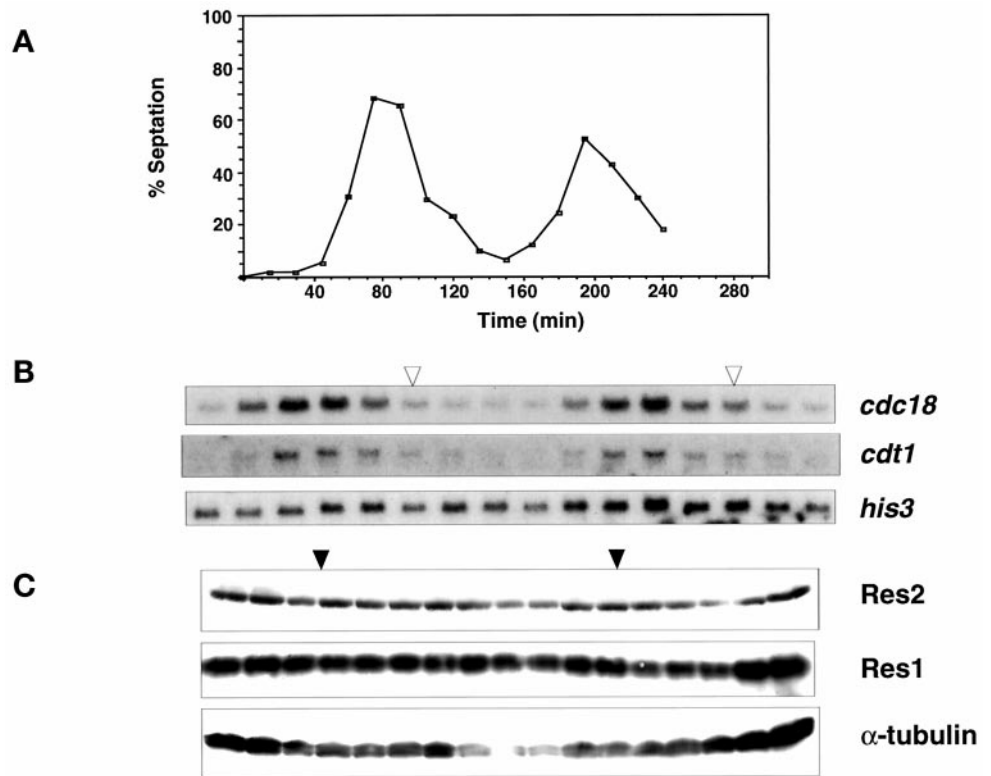 A
100
80
60
40
20
% Septation
40 80 120 160 200 240 280
Time (min)
B
cdc18
cdt1
his3
C
Res2
Res1
α-tubulin